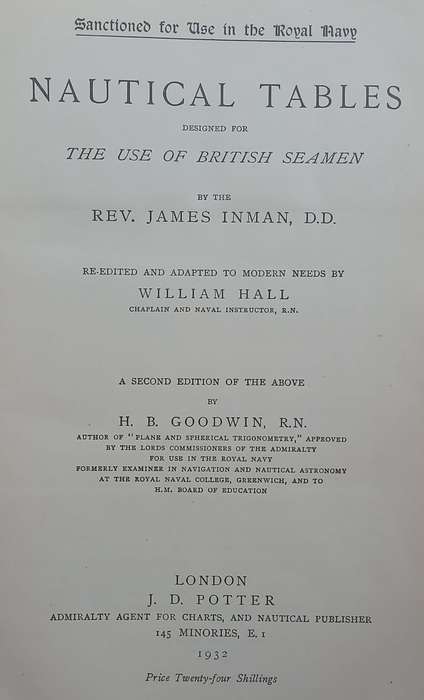 Sanctioned for Use in the Royal Navy
NAUTICAL TABLES
DESIGNED FOR
THE USE OF BRITISH SEAMEN
BY THE
REV. JAMES INMAN, D.D.
RE-EDITED AND ADAPTED TO MODERN NEEDS BY
WILLIAM HALL
CHAPLAIN AND NAVAL INSTRUCTOR, R.N.
A SECOND EDITION OF THE ABOVE
BY
H. B. GOODWIN, R.N.
AUTHOR OF "PLANE AND SPHERICAL TRIGONOMETRY," APPROVED
BY THE LORDS COMMISSIONERS OF THE ADMIRALTY
FOR USE IN THE ROYAL NAVY
FORMERLY EXAMINER IN NAVIGATION AND NAUTICAL ASTRONOMY
AT THE ROYAL NAVAL COLLEGE, GREENWICH, AND TO
H.M. BOARD OF EDUCATION
LONDON
J. D. POTTER
ADMIRALTY AGENT FOR CHARTS, AND NAUTICAL PUBLISHER
145 MINORIES, E. 1
1932
Price Twenty-four Shillings